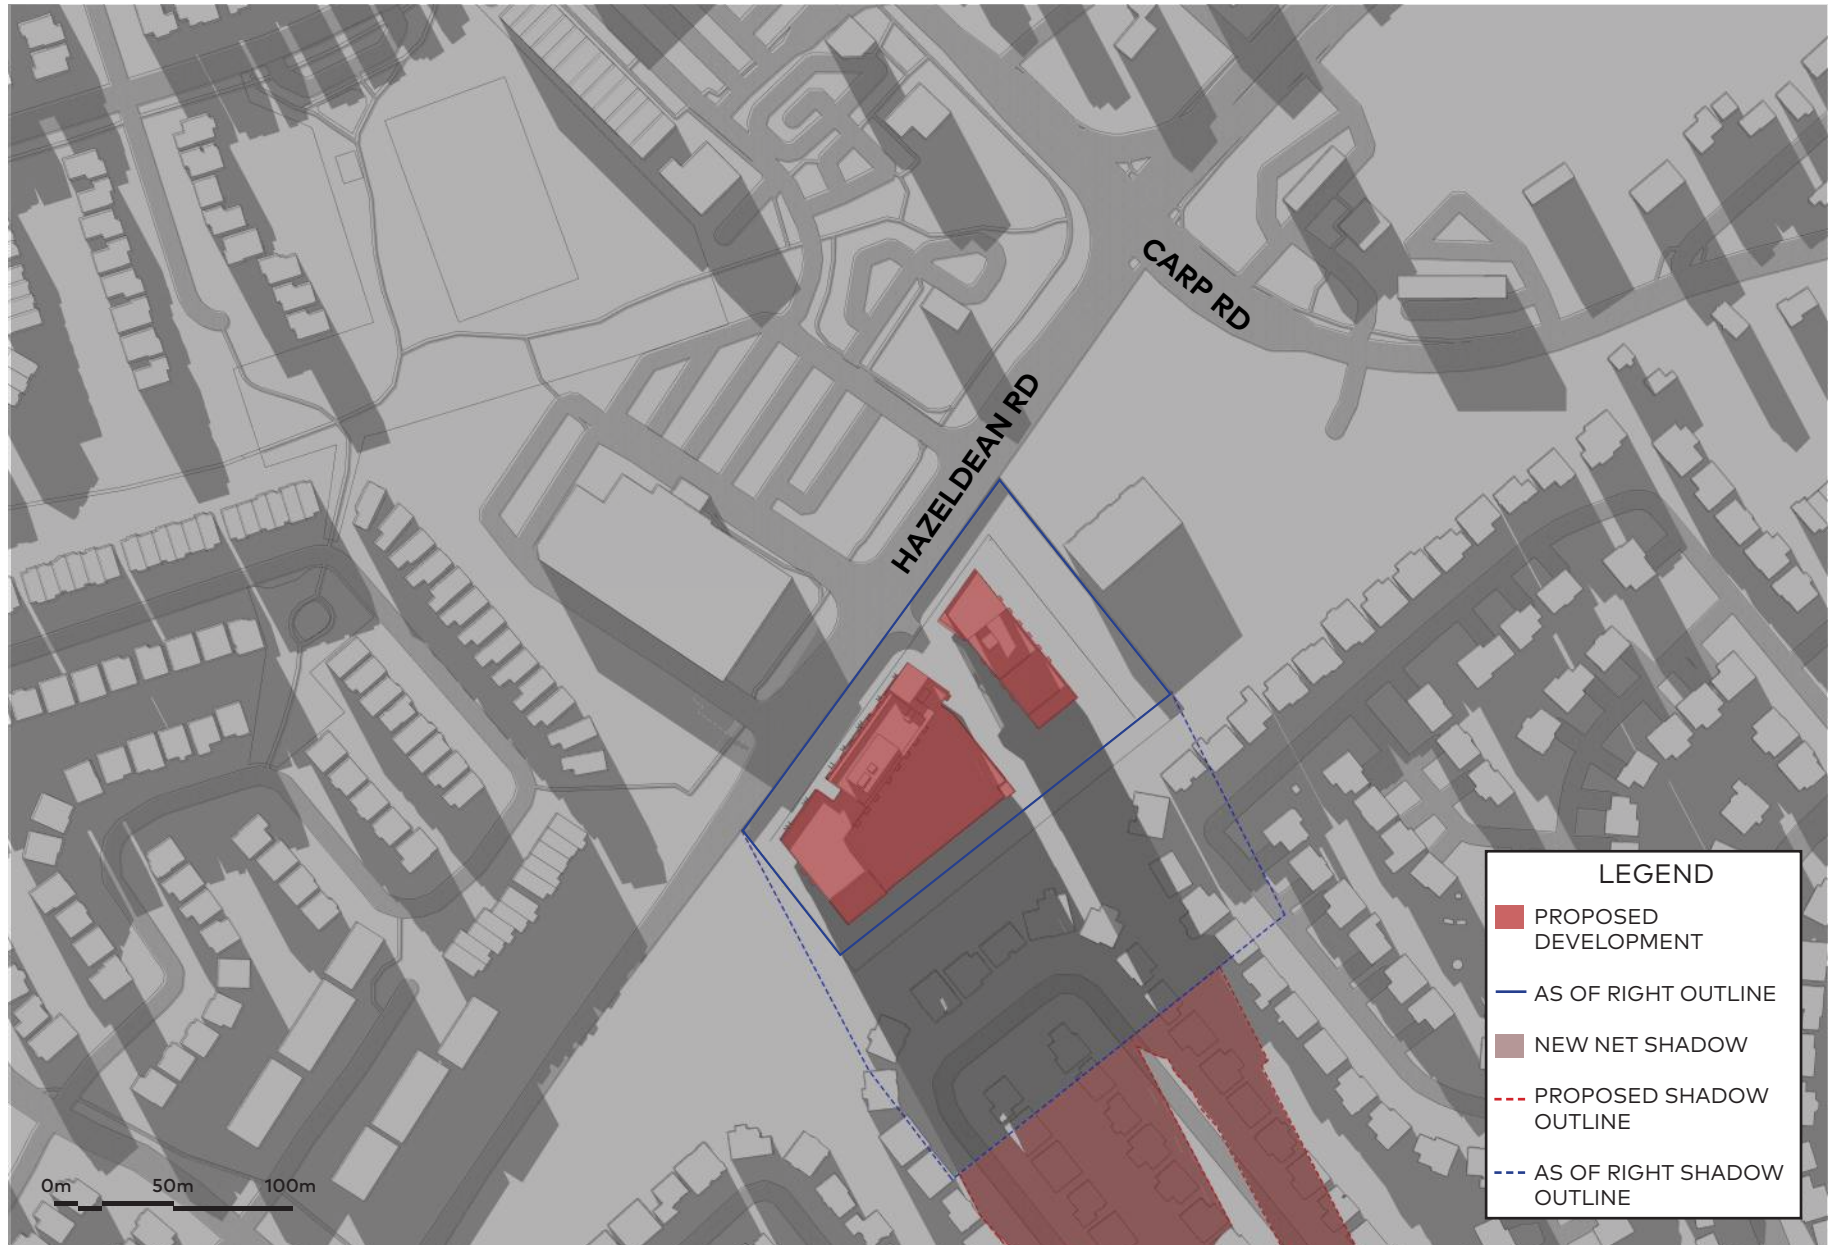 CARP RD
HAZELDEAN RD
LEGEND
PROPOSED
DEVELOPMENT
AS OF RIGHT OUTLINE
NEW NET SHADOW
PROPOSED SHADOW
OUTLINE
AS OF RIGHT SHADOW
OUTLINE
0m 50m 100m